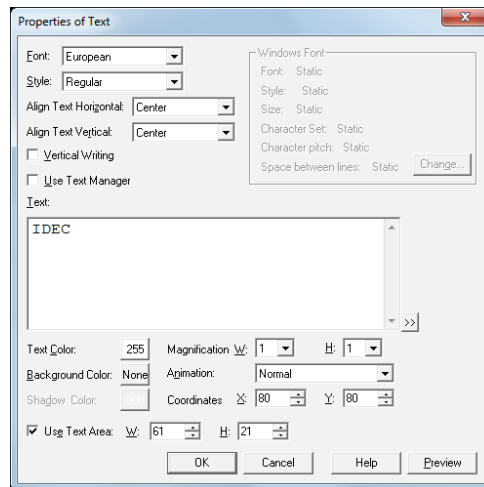 Properties of Text
Font: European
Style: Regular
Align Text Horizontal: Center
Align Text Vertical: Center
Vertical Writing
Use Text Manager
Windows Font
Font: Static
Style: Static
Size: Static
Character Set: Static
Character pitch: Static
Space between lines: Static Change...
Text:
IDEC
>>
Text Color: 255 Magnification W: 1 H: 1
Background Color: None Animation: Normal
Shadow Color: Coordinates X: 80 Y: 80
Use Text Area: W: 61 H: 21
OK Cancel Help Preview